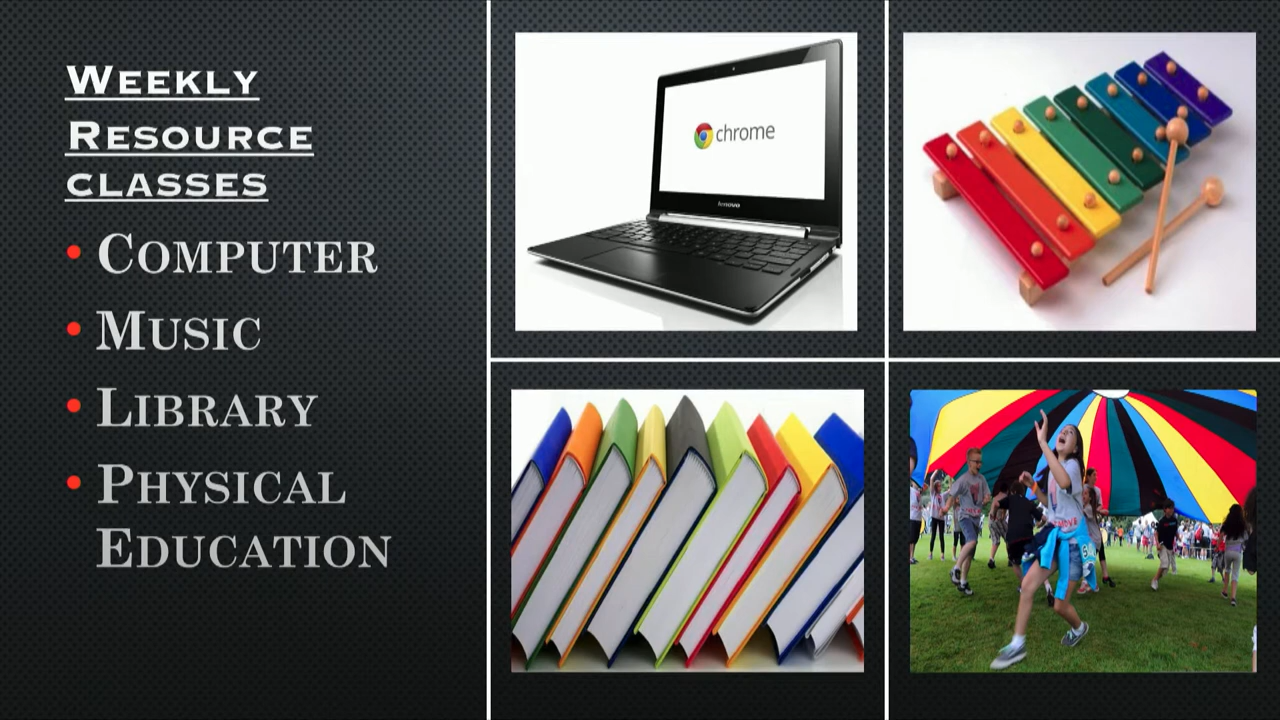 Weekly
Resource
classes
• Computer
• Music
• Library
• Physical
Education
chrome
lenovo